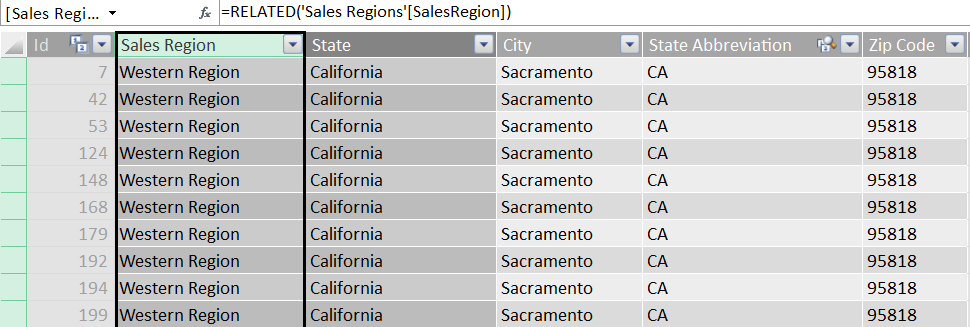 [Sales Regi... fx =RELATED('Sales Regions'[SalesRegion])
Id Sales Region State City State Abbreviation Zip Code
7 Western Region California Sacramento CA 95818
42 Western Region California Sacramento CA 95818
53 Western Region California Sacramento CA 95818
124 Western Region California Sacramento CA 95818
148 Western Region California Sacramento CA 95818
168 Western Region California Sacramento CA 95818
179 Western Region California Sacramento CA 95818
192 Western Region California Sacramento CA 95818
194 Western Region California Sacramento CA 95818
199 Western Region California Sacramento CA 95818